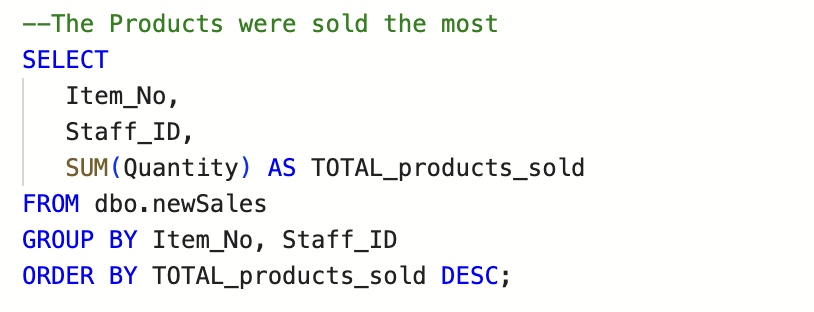 --The Products were sold the most
SELECT
Item_No,
Staff_ID,
SUM(Quantity) AS TOTAL_products_sold
FROM dbo.newSales
GROUP BY Item_No, Staff_ID
ORDER BY TOTAL_products_sold DESC;